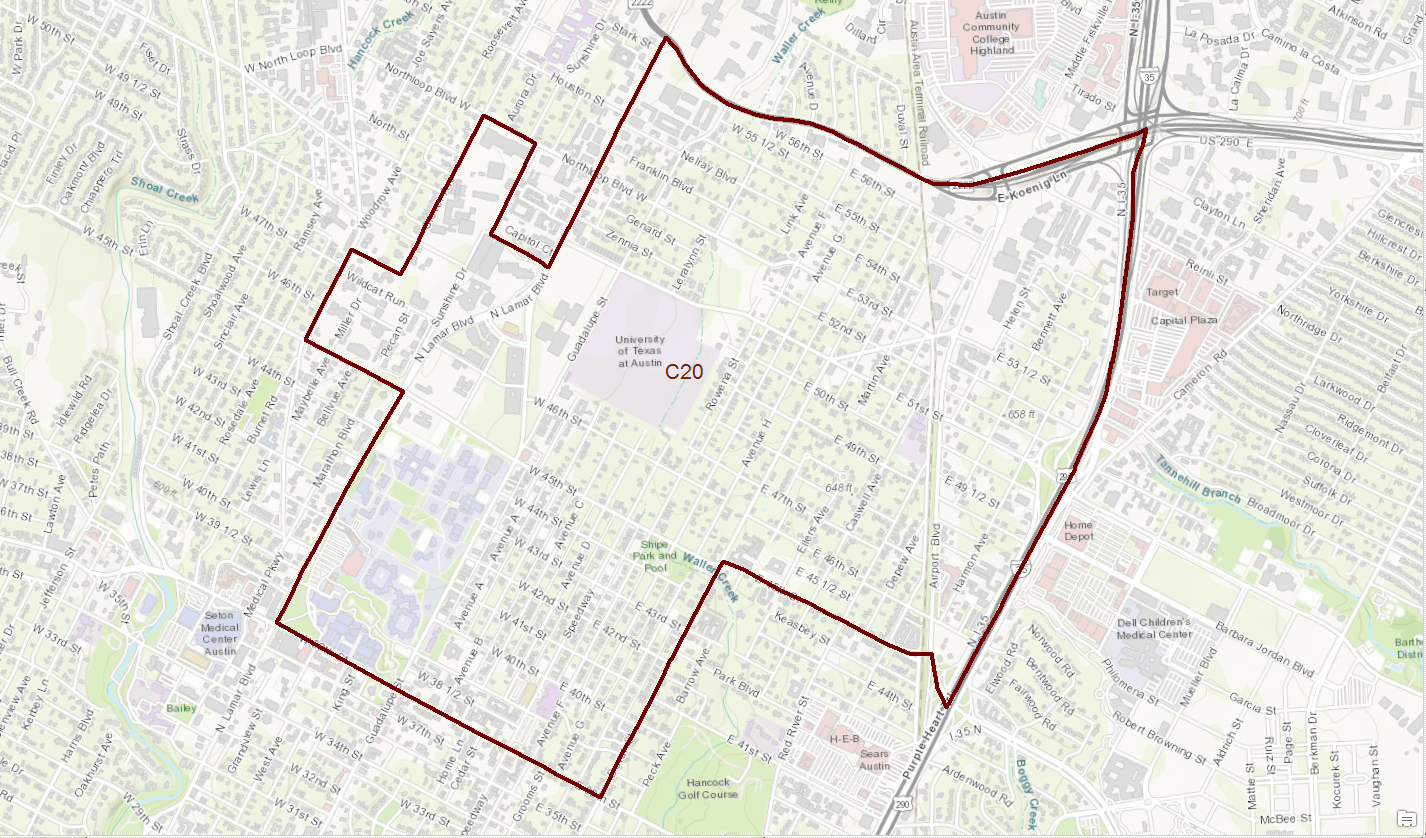 W 50th St
W Park Dr
Fiset Dr
W 49 1/2 St
W 49th St
Strass Dr
Finley Dr
Oakmont Blvd
Chiappero Trl
Shoal Creek
W 45th St
Erin Ln
W 47th St
W 46th St
Shoal Creek Blvd
Shoalwood Ave
Sinclair Ave
Ramsey Ave
Woodrow Ave
W North Loop Blvd
Hancock Creek
Joe Sayers Ave
Roosevelt Ave
Sunshine Dr
Stark St
2222
Northloop Blvd W
North St
Aurora Dr
Houston St
Waller Creek
Reilly
Dillard Cir
Avenue D
Duval St
Austin Area Terminal Railroad
Austin
Community
College
Highland
Middle Fiskville
Blvd
Tirado St
N I-35
35
La Posada Dr
La Calma Dr
Camino la Costa
Atkinson Rd
700 ft
US-290 E
Sheridan Ave
Clayton Ln
Reinli St
Glencrest
Hillcrest Dr
Berkshire Dr
Yorkshire Dr
Northridge Dr
Belfast Dr
W 56th St
W 55 1/2 St
Nelray Blvd
Franklin Blvd
Northloop Blvd W
Genard St
Zennia St
Capitol Ct
Leralynn St
Link Ave
Avenue F
Avenue G
E 56th St
E 55th St
E 54th St
E 53rd St
E 52nd St
2222
E Koenig Ln
N I-35
Target
Capital Plaza
Cameron Rd
Helen St
Bennett Ave
E 53 1/2 St
658 ft
Wildcat Run
Miller Dr
Pecan St
Sunshine Dr
N Lamar Blvd
N Lamar Blvd
Guadalupe St
University
of Texas
at Austin
C20
Rowena St
Avenue H
Martin Ave
E 51st St
E 50th St
E 49th St
E 49 1/2 St
E 47th St
648 ft
Caswell Ave
Eilers Ave
E 46th St
E 45 1/2 St
Depew Ave
Airport Blvd
Harmon Ave
290
Home
Depot
Larkwood Dr
Ridgemont Dr
Nassau Dr
Cloverleaf Dr
Corona Dr
Suffolk Dr
Westmoor Dr
Broadmoor Dr
Tannehill Branch
Bull Creek Rd
Idlewild Rd
Ridgelea Dr
W 44th St
W 43rd St
W 42nd St
W 41st St
W 40th St
W 39 1/2 St
Rosedale Ave
Burnet Rd
Maybelle Ave
Bellvue Ave
Marathon Blvd
Lewis Ln
Petes Path
Lawton Ave
600 ft
39th St
38th St
W 37th St
36th St
Jefferson St
W 35th St
W 33rd St
Medical Pkwy
Seton
Medical
Center
Austin
Bailey
Kerbey Ln
Harris Blvd
Oakhurst Ave
W 29th St
N Lamar Blvd
Grandview St
West Ave
King St
Guadalupe St
W 37th St
W 34th St
W 32nd St
W 31st St
Home Ln
Cedar St
Speedway
Grooms St
E 35th St
W 46th St
W 45th St
W 44th St
W 43rd St
W 42nd St
W 41st St
W 40th St
W 38 1/2 St
Avenue A
Avenue A
Avenue B
Avenue C
Avenue D
Speedway
Avenue F
Avenue G
Shipe
Park and
Pool
Waller Creek
E 43rd St
E 42nd St
E 40th St
Keasbey St
Barrow Ave
Park Blvd
Peck Ave
E 41st St
E 44th St
Red River St
H-E-B
Sears
Austin
Hancock
Golf Course
N I-35
Purple Heart
290
I-35 N
Ardenwood Rd
Boggy Creek
Elwood Rd
Norwood Rd
Bentwood Rd
Fairwood Rd
Dell Children's
Medical Center
Philomena St
Mueller Blvd
Barbara Jordan Blvd
Robert Browning St
Garcia St
Aldrich St
Mattie St
Page St
Berkman Dr
Kocurek St
Vaughan St
McBee St